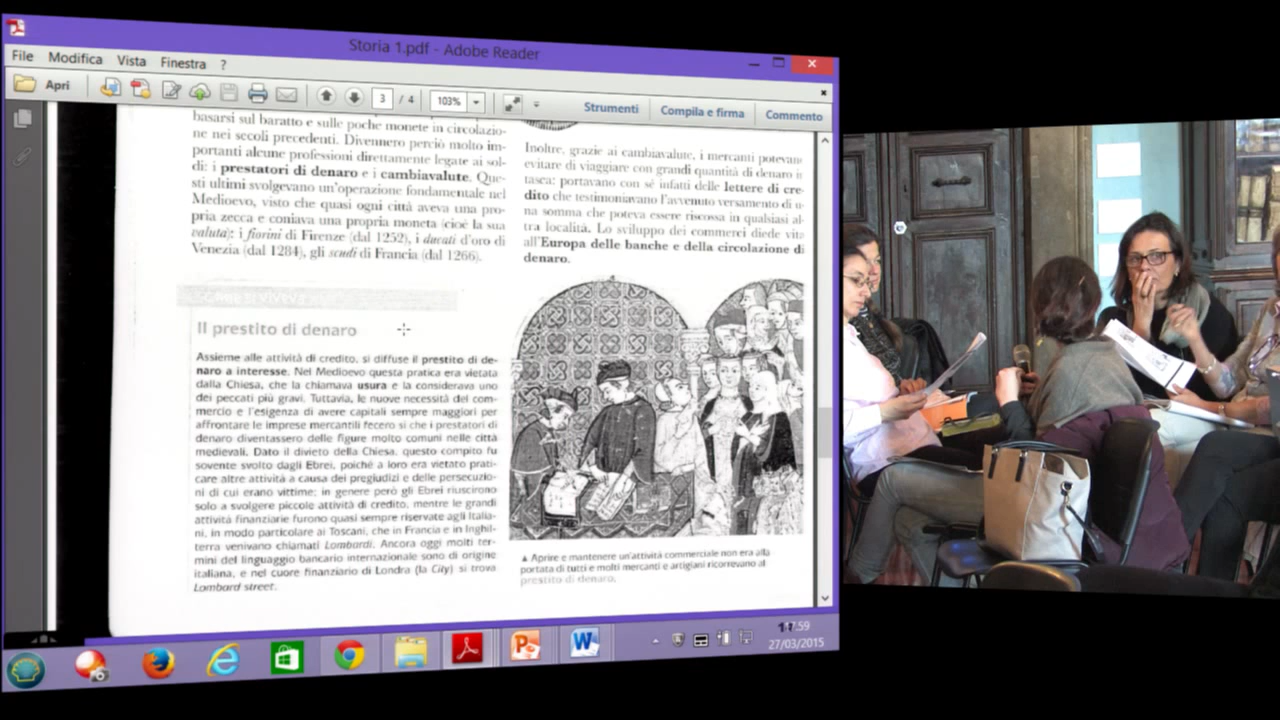 Storia 1.pdf - Adobe Reader
File Modifica Vista Finestra ?
Apri
3 / 4
103%
Strumenti
Compila e firma
Commento
basarsi sul baratto e sulle poche monete in circolazio-
ne nei secoli precedenti. Divennero perciò molto im-
portanti alcune professioni direttamente legate ai sol-
di: i prestatori di denaro e i cambiavalute. Que-
sti ultimi svolgevano un'operazione fondamentale nel
Medioevo, visto che quasi ogni città aveva una pro-
pria zecca e coniava una propria moneta (cioè la sua
valuta): i fiorini di Firenze (dal 1252), i ducati d'oro di
Venezia (dal 1284), gli scudi di Francia (dal 1266).
Il prestito di denaro
Assieme alle attività di credito, si diffuse il prestito di de-
naro a interesse. Nel Medioevo questa pratica era vietata
dalla Chiesa, che la chiamava usura e la considerava uno
dei peccati più gravi. Tuttavia, le nuove necessità del com-
mercio e l'esigenza di avere capitali sempre maggiori per
affrontare le imprese mercantili fecero sì che i prestatori di
denaro diventassero delle figure molto comuni nelle città
medievali. Dato il divieto della Chiesa, questo compito fu
sovente svolto dagli Ebrei, poiché a loro era vietato prati-
care altre attività a causa dei pregiudizi e delle persecuzio-
ni di cui erano vittime; in genere però gli Ebrei riuscirono
solo a svolgere piccole attività di credito, mentre le grandi
attività finanziarie furono quasi sempre riservate agli Italia-
ni, in modo particolare ai Toscani, che in Francia e in Inghil-
terra venivano chiamati Lombardi. Ancora oggi molti ter-
mini del linguaggio bancario internazionale sono di origine
italiana, e nel cuore finanziario di Londra (la City) si trova
Lombard street.
Inoltre, grazie ai cambiavalute, i mercanti potevano
evitare di viaggiare con grandi quantità di denaro in
tasca: portavano con sé infatti delle lettere di cre-
dito che testimoniavano l'avvenuto versamento di u-
na somma che poteva essere riscossa in qualsiasi al-
tra località. Lo sviluppo dei commerci diede vita
all'Europa delle banche e della circolazione di
denaro.
▲ Aprire e mantenere un'attività commerciale non era alla
portata di tutti e molti mercanti e artigiani ricorrevano al
prestito di denaro.
27/03/2015